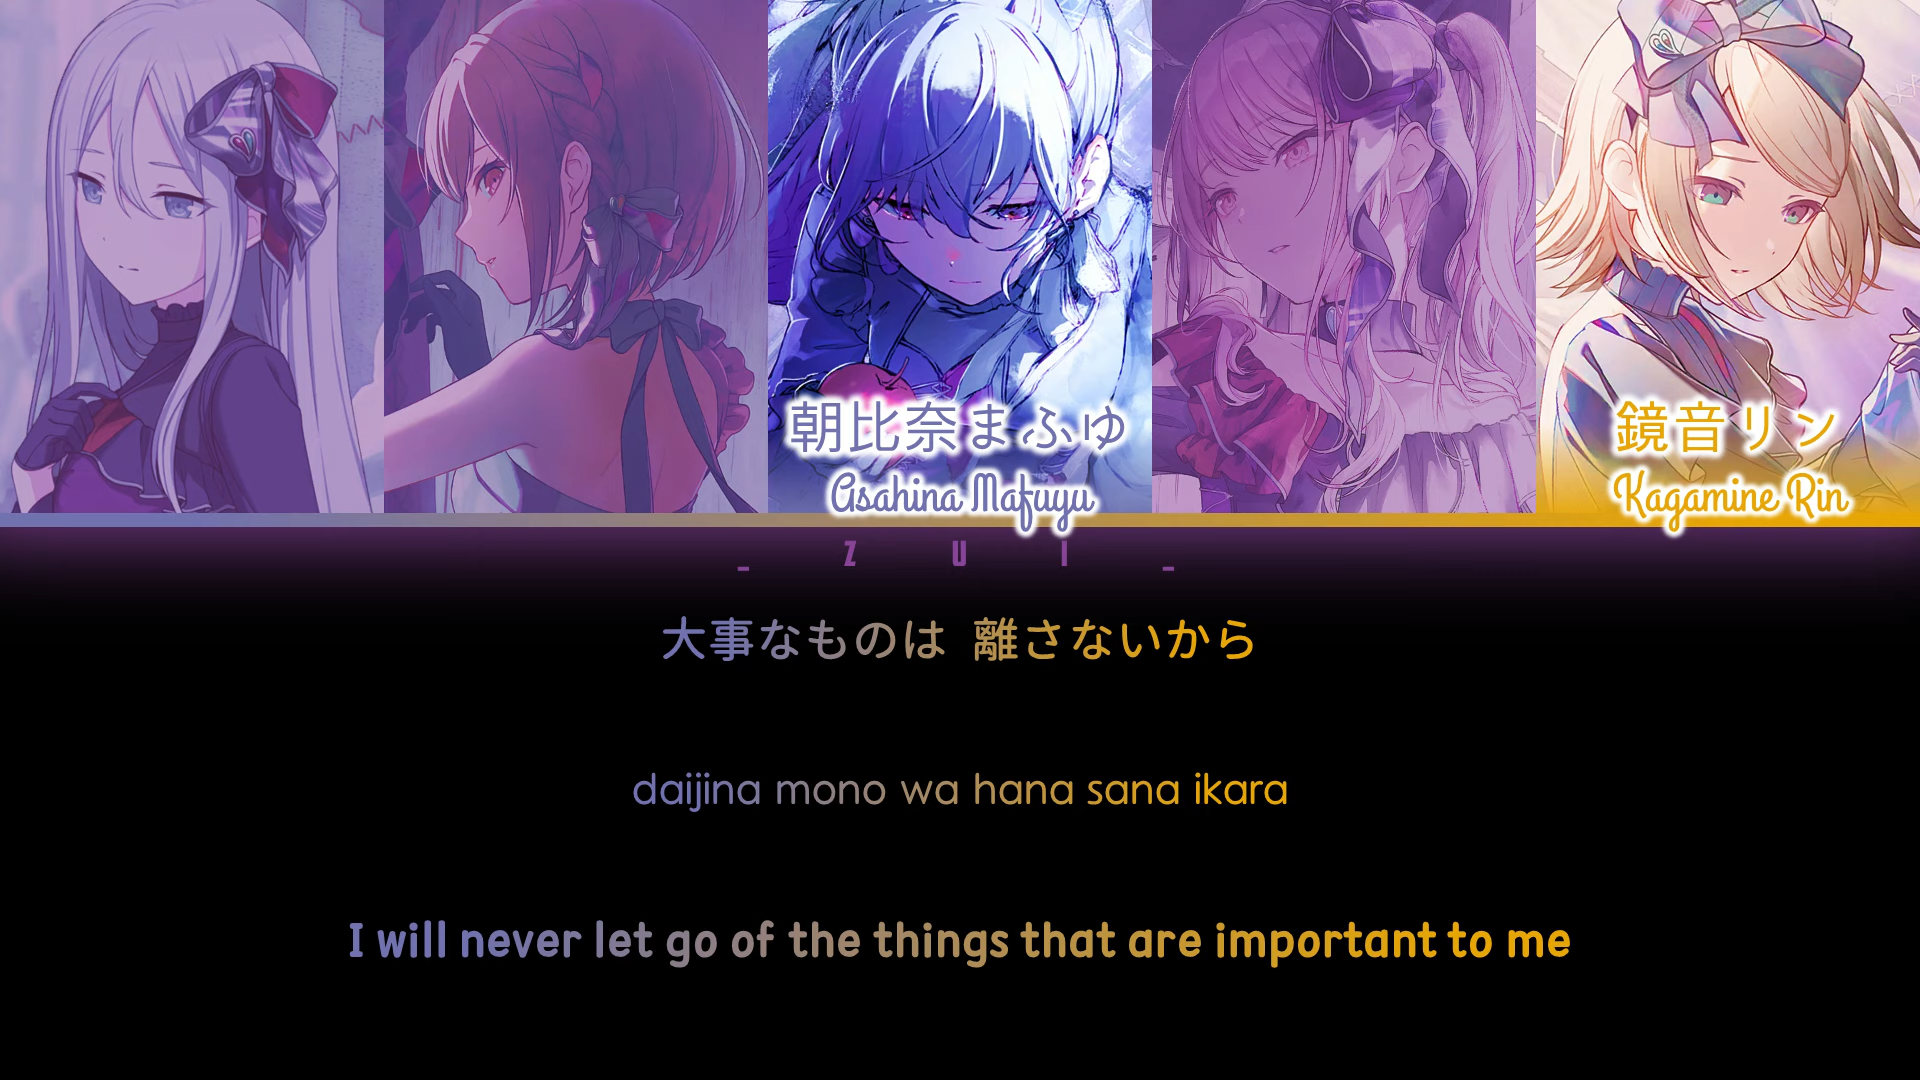 朝比奈まふゆ
Asahina Mafuyu
鏡音リン
Kagamine Rin
_ Z U I _
大事なものは 離さないから
daijina mono wa hana sana ikara
I will never let go of the things that are important to me